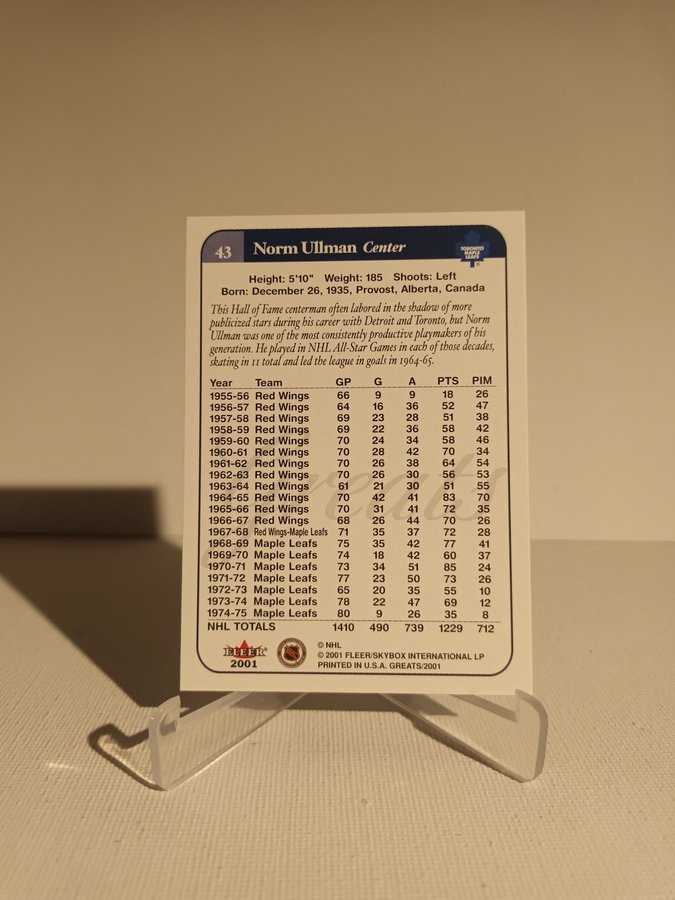 43 Norm Ullman Center
TORONTO
MAPLE
LEAFS
Height: 5'10" Weight: 185 Shoots: Left
Born: December 26, 1935, Provost, Alberta, Canada
This Hall of Fame centerman often labored in the shadow of more
publicized stars during his career with Detroit and Toronto, but Norm
Ullman was one of the most consistently productive playmakers of his
generation. He played in NHL All-Star Games in each of those decades,
skating in 11 total and led the league in goals in 1964-65.
Year Team GP G A PTS PIM
1955-56 Red Wings 66 9 9 18 26
1956-57 Red Wings 64 16 36 52 47
1957-58 Red Wings 69 23 28 51 38
1958-59 Red Wings 69 22 36 58 42
1959-60 Red Wings 70 24 34 58 46
1960-61 Red Wings 70 28 42 70 34
1961-62 Red Wings 70 26 38 64 54
1962-63 Red Wings 70 26 30 56 53
1963-64 Red Wings 61 21 30 51 55
1964-65 Red Wings 70 42 41 83 70
1965-66 Red Wings 70 31 41 72 35
1966-67 Red Wings 68 26 44 70 26
1967-68 Red Wings-Maple Leafs 71 35 37 72 28
1968-69 Maple Leafs 75 35 42 77 41
1969-70 Maple Leafs 74 18 42 60 37
1970-71 Maple Leafs 73 34 51 85 24
1971-72 Maple Leafs 77 23 50 73 26
1972-73 Maple Leafs 65 20 35 55 10
1973-74 Maple Leafs 78 22 47 69 12
1974-75 Maple Leafs 80 9 26 35 8
NHL TOTALS 1410 490 739 1229 712
greats
FLEER
2001
© NHL
© 2001 FLEER/SKYBOX INTERNATIONAL LP
PRINTED IN U.S.A. GREATS/2001